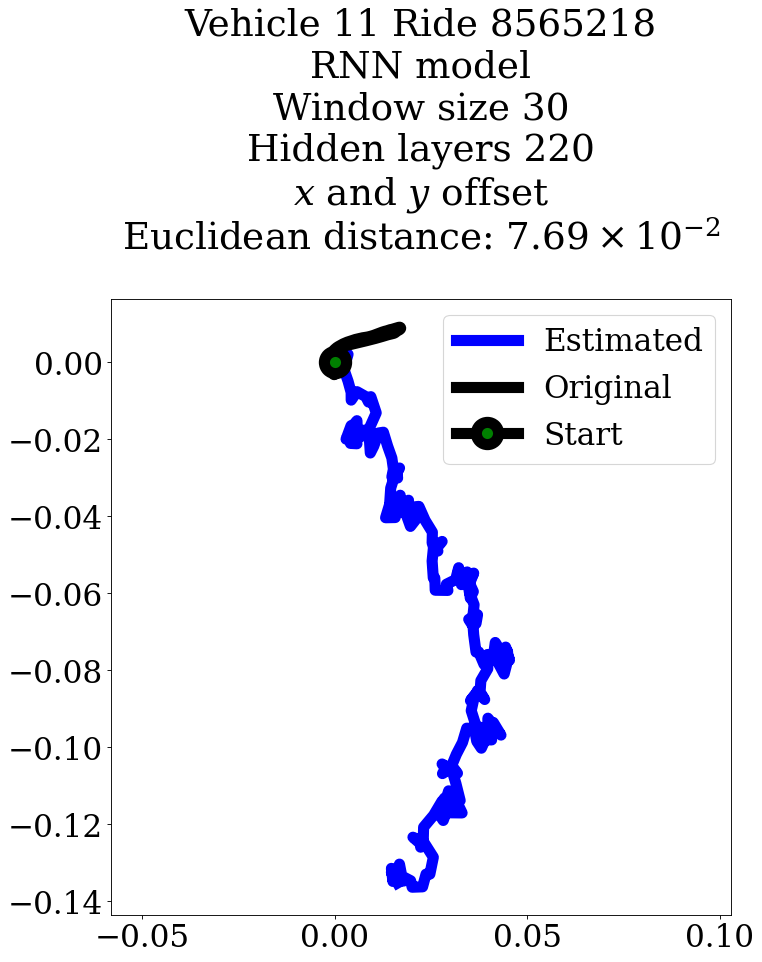 Vehicle 11 Ride 8565218
RNN model
Window size 30
Hidden layers 220
x and y offset
Euclidean distance: 7.69 × 10⁻²
Estimated
Original
Start
0.00
−0.02
−0.04
−0.06
−0.08
−0.10
−0.12
−0.14
−0.05
0.00
0.05
0.10